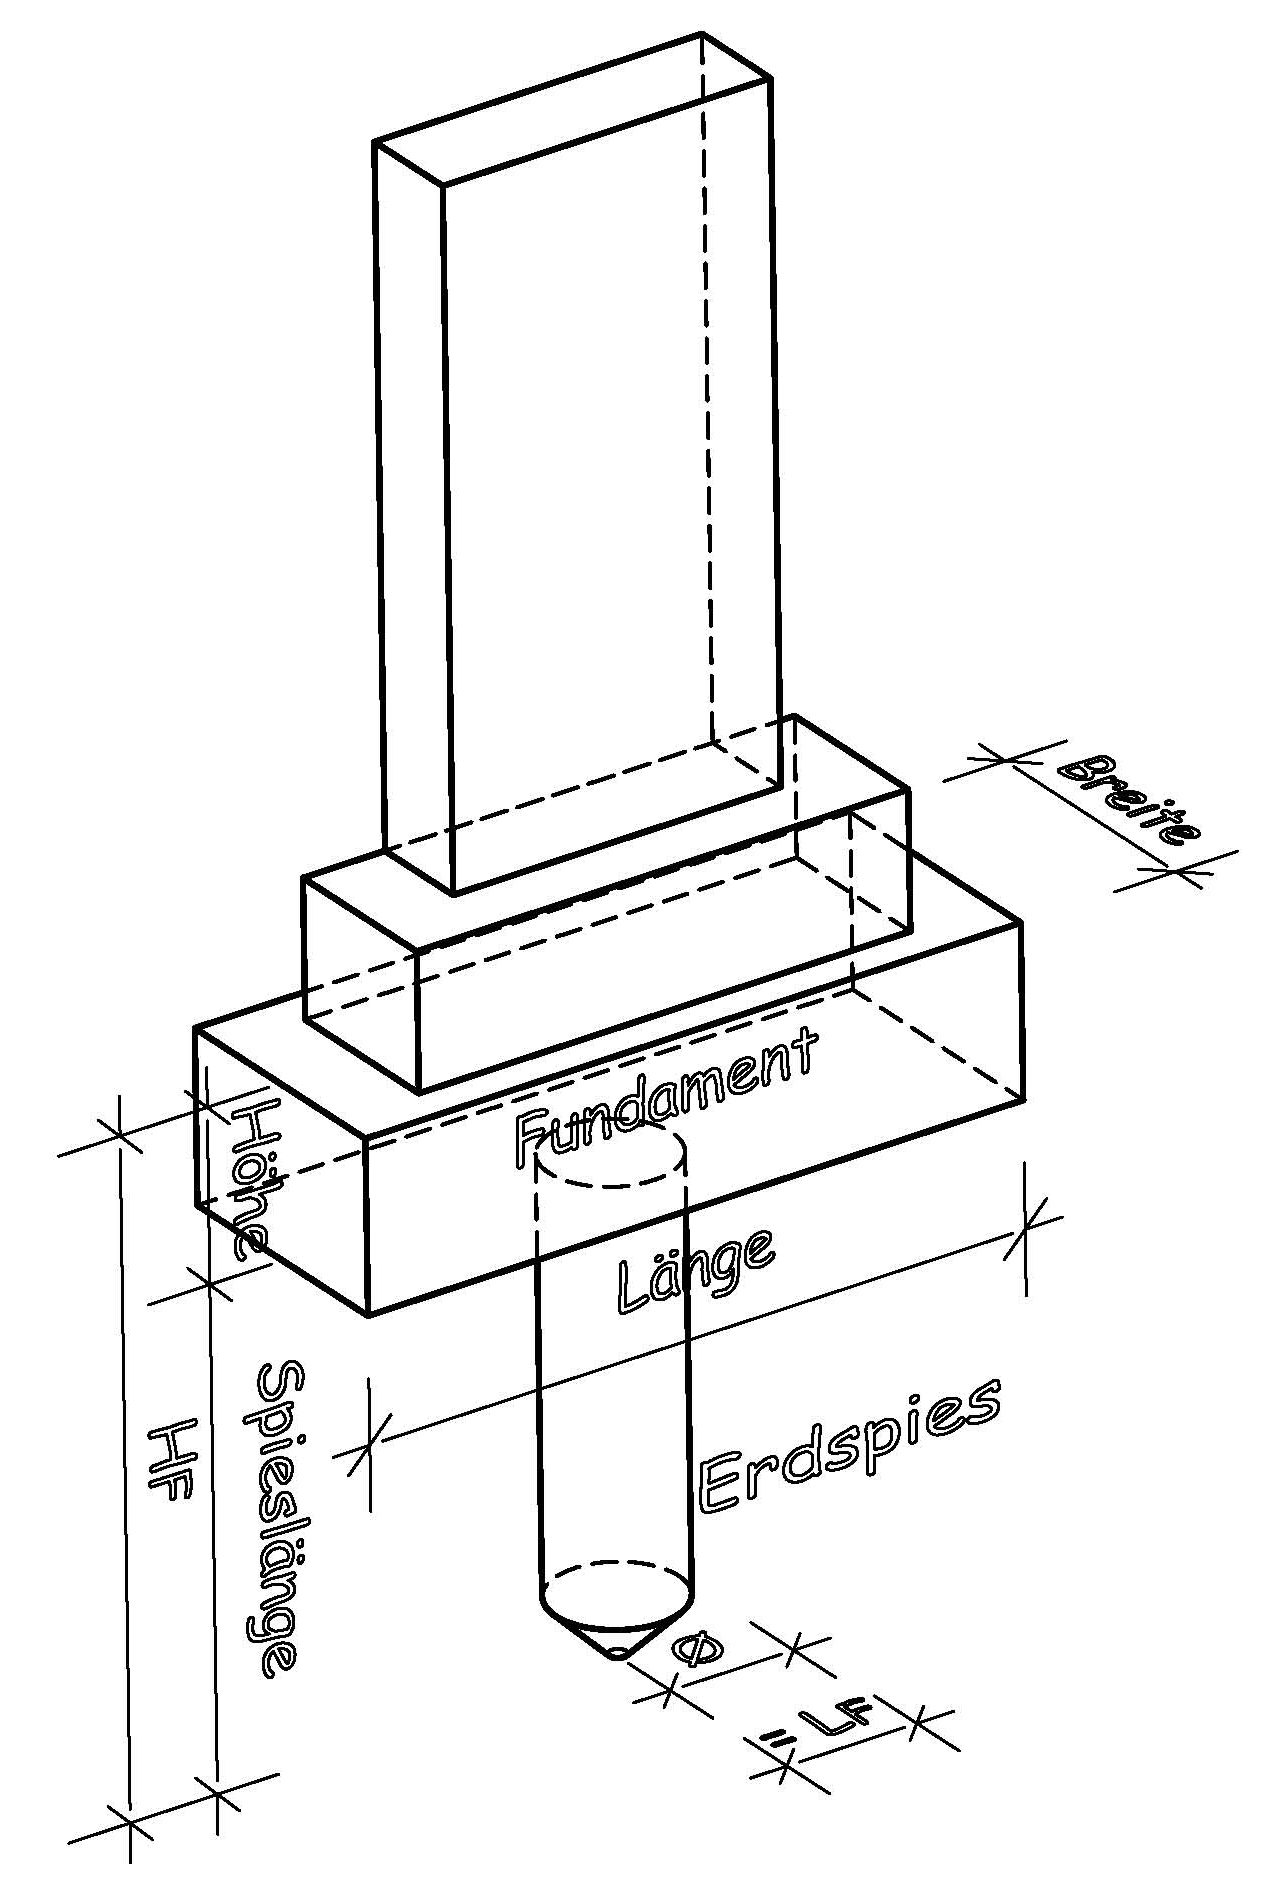 Breite
Fundament
Höhe
Länge
Erdspies
Spieslänge
HF
Ø
= LF